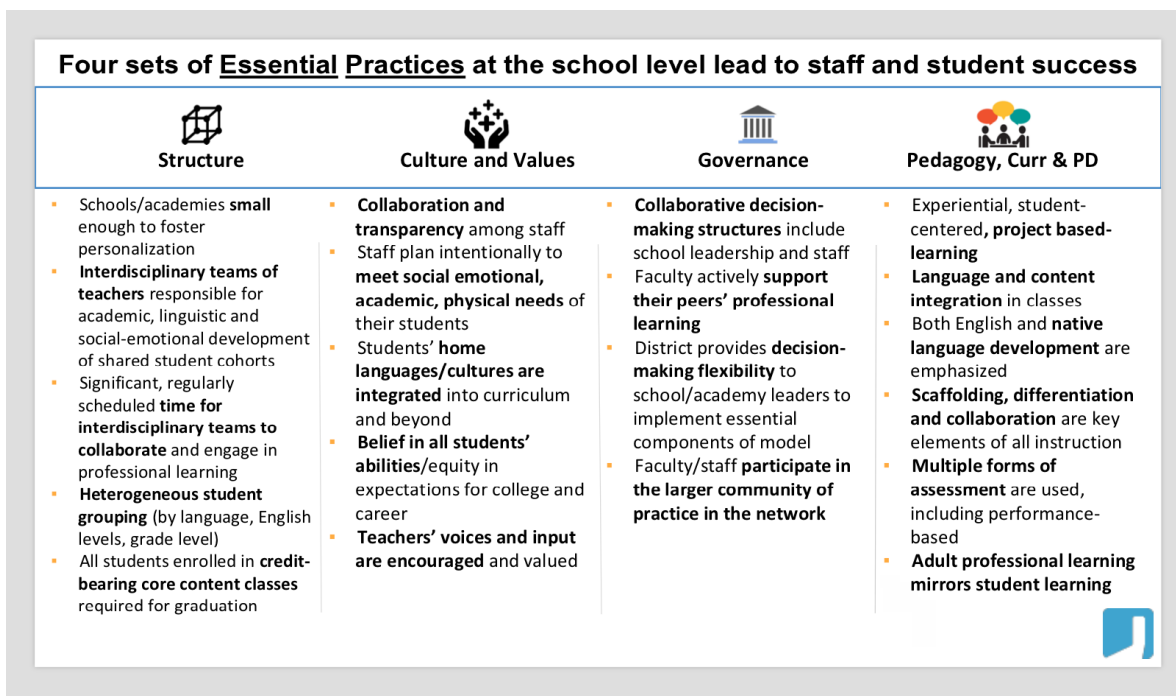 Four sets of Essential Practices at the school level lead to staff and student success
Structure
Schools/academies small
enough to foster
personalization
Interdisciplinary teams of
teachers responsible for
academic, linguistic and
social-emotional development
of shared student cohorts
Significant, regularly
scheduled time for
interdisciplinary teams to
collaborate and engage in
professional learning
Heterogeneous student
grouping (by language, English
levels, grade level)
All students enrolled in credit-
bearing core content classes
required for graduation
Culture and Values
Collaboration and
transparency among staff
Staff plan intentionally to
meet social emotional,
academic, physical needs of
their students
Students' home
languages/cultures are
integrated into curriculum
and beyond
Belief in all students'
abilities/equity in
expectations for college and
career
Teachers' voices and input
are encouraged and valued
Governance
Collaborative decision-
making structures include
school leadership and staff
Faculty actively support
their peers' professional
learning
District provides decision-
making flexibility to
school/academy leaders to
implement essential
components of model
Faculty/staff participate in
the larger community of
practice in the network
Pedagogy, Curr & PD
Experiential, student-
centered, project based-
learning
Language and content
integration in classes
Both English and native
language development are
emphasized
Scaffolding, differentiation
and collaboration are key
elements of all instruction
Multiple forms of
assessment are used,
including performance-
based
Adult professional learning
mirrors student learning